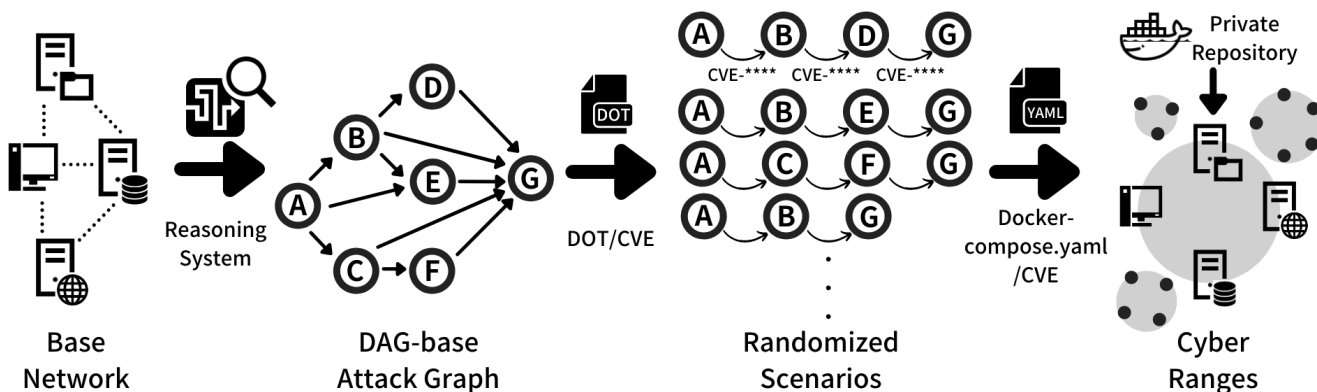 Reasoning
System
Base
Network
A
B
C
D
E
F
G
DAG-base
Attack Graph
DOT
DOT/CVE
A B D G
CVE-**** CVE-**** CVE-****
A B E G
A C F G
A B G
Randomized
Scenarios
YAML
Docker-
compose.yaml
/CVE
Private
Repository
Cyber
Ranges